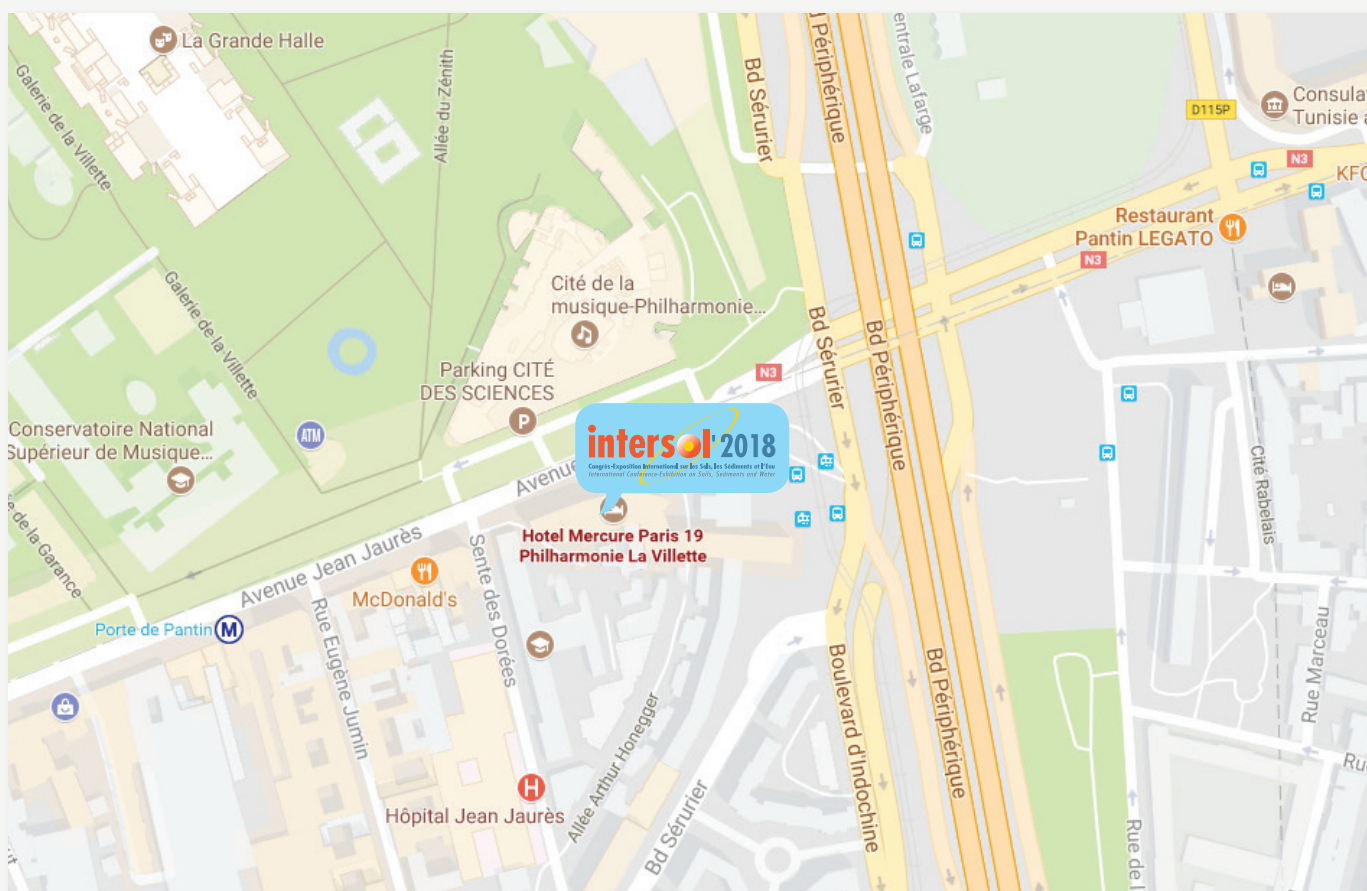 La Grande Halle
Galerie de la Villette
Allée du Zénith
Bd Sérurier
Bd Périphérique
entrale Lafarge
D115P
Consula
Tunisie a
N3
KFC
Restaurant
Pantin LEGATO
N3
Galerie de la Villette
Cité de la
musique-Philharmonie...
Bd Sérurier
Bd Périphérique
N3
Parking CITÉ
DES SCIENCES
P
ATM
Conservatoire National
Supérieur de Musique...
intersol'2018
Congrès-Exposition International sur les Sols, les Sédiments et l'Eau
International Conference-Exhibition on Soils, Sediments and Water
Avenue
Hotel Mercure Paris 19
Philharmonie La Villette
Cité Rabelais
e de la Garance
Avenue Jean Jaurès
McDonald's
Sente des Dorées
Porte de Pantin M
Rue Eugène Jumin
Boulevard d'Indochine
Bd Périphérique
Rue Marceau
Allée Arthur Honegger
H
Hôpital Jean Jaurès
Bd Sérurier
Rue de l
Ru